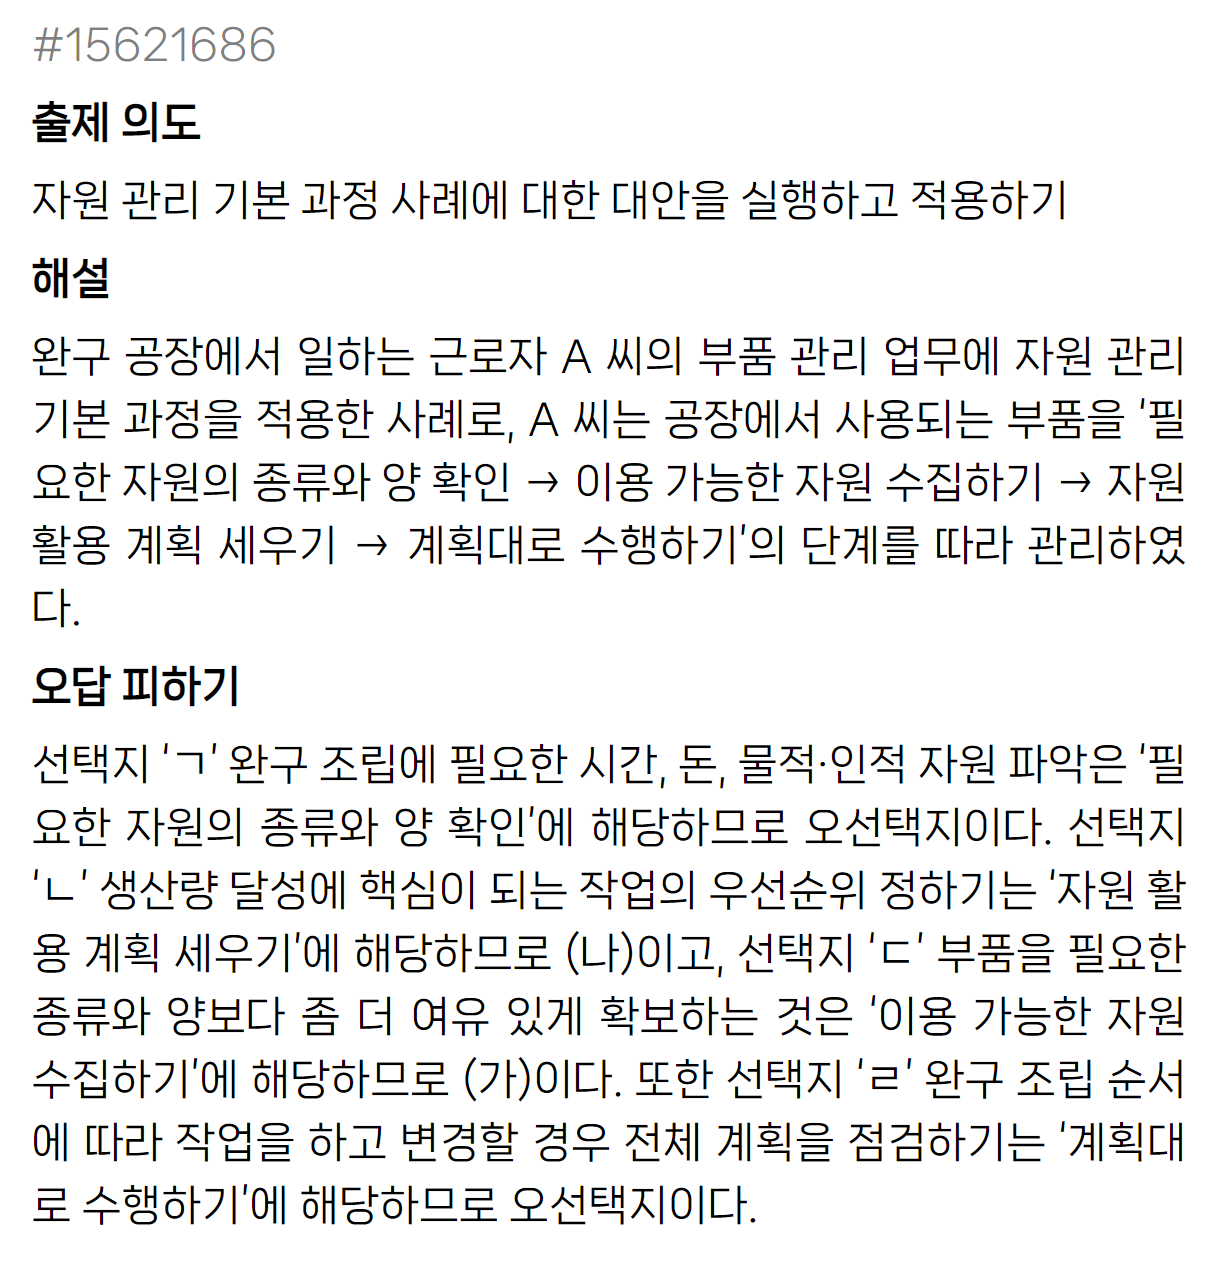 #15621686
출제 의도
자원 관리 기본 과정 사례에 대한 대안을 실행하고 적용하기
해설
완구 공장에서 일하는 근로자 A 씨의 부품 관리 업무에 자원 관리
기본 과정을 적용한 사례로, A 씨는 공장에서 사용되는 부품을 ‘필
요한 자원의 종류와 양 확인 → 이용 가능한 자원 수집하기 → 자원
활용 계획 세우기 → 계획대로 수행하기’의 단계를 따라 관리하였
다.
오답 피하기
선택지 ‘ㄱ’ 완구 조립에 필요한 시간, 돈, 물적·인적 자원 파악은 ‘필
요한 자원의 종류와 양 확인’에 해당하므로 오선택지이다. 선택지
‘ㄴ’ 생산량 달성에 핵심이 되는 작업의 우선순위 정하기는 ‘자원 활
용 계획 세우기’에 해당하므로 (나)이고, 선택지 ‘ㄷ’ 부품을 필요한
종류와 양보다 좀 더 여유 있게 확보하는 것은 ‘이용 가능한 자원
수집하기’에 해당하므로 (가)이다. 또한 선택지 ‘ㄹ’ 완구 조립 순서
에 따라 작업을 하고 변경할 경우 전체 계획을 점검하기는 ‘계획대
로 수행하기’에 해당하므로 오선택지이다.